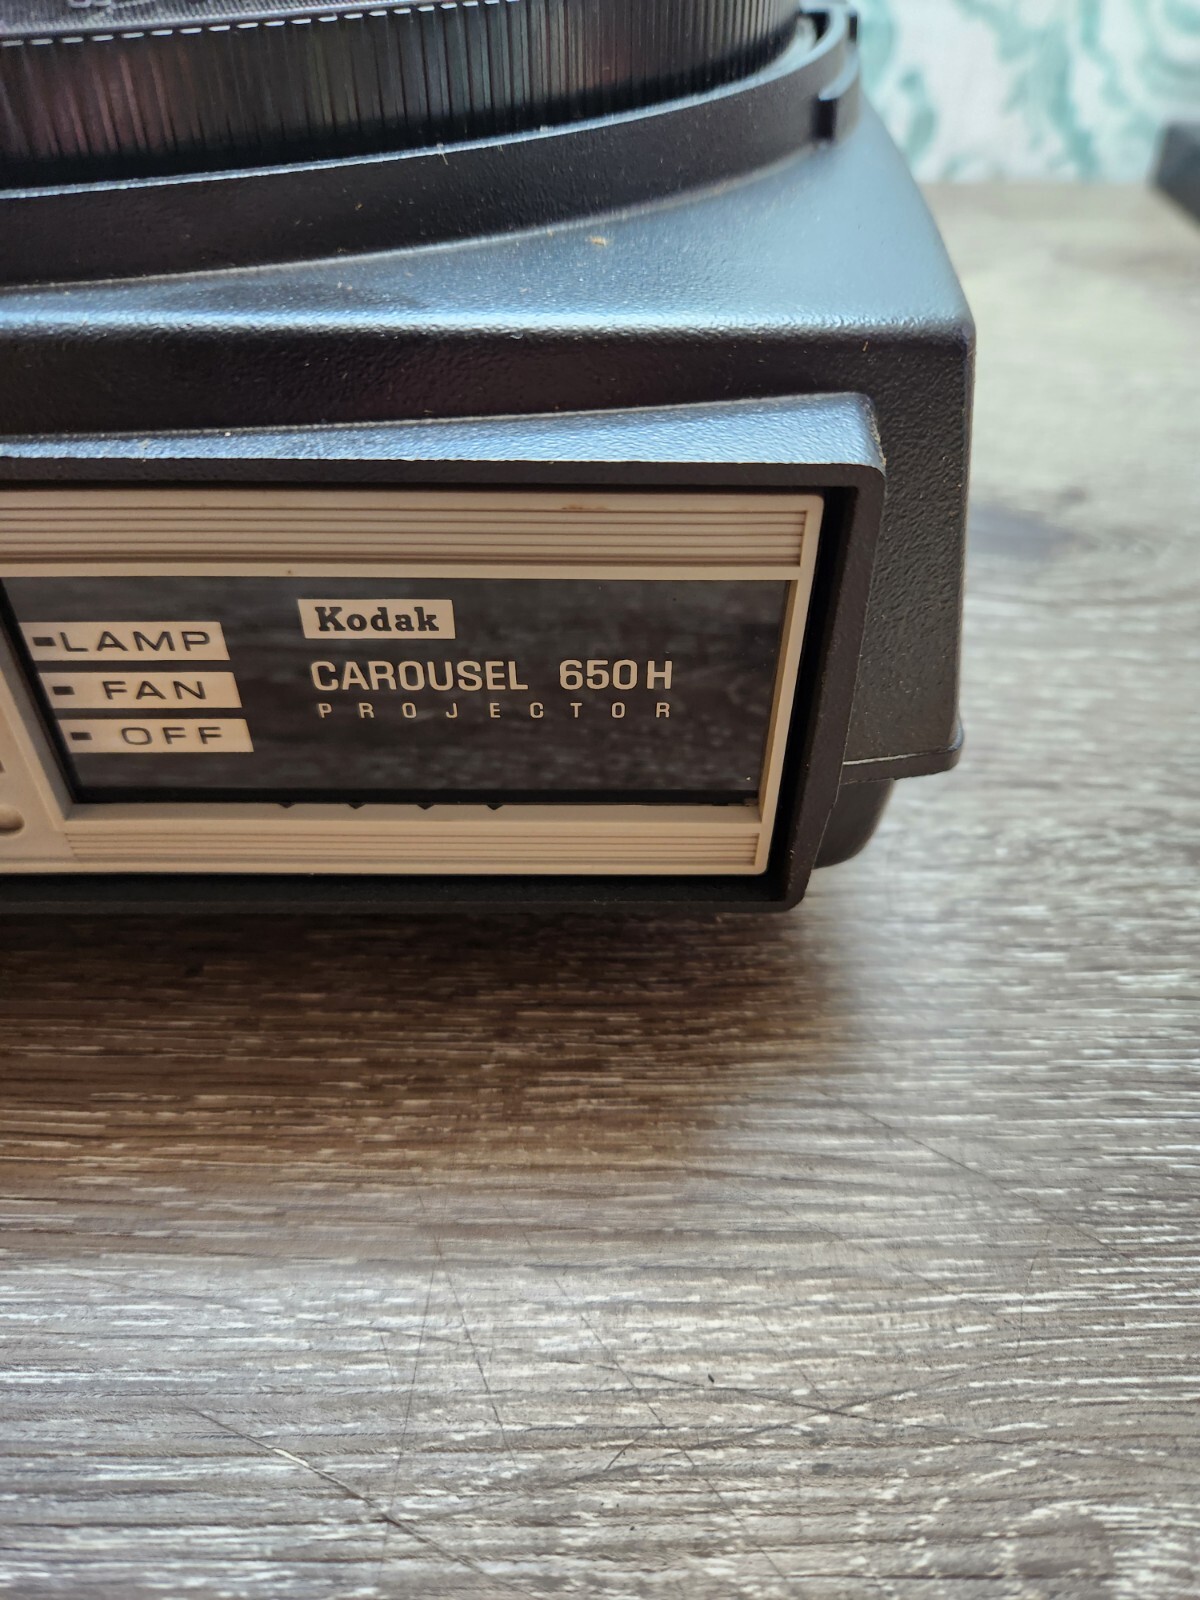 LAMP
FAN
OFF
Kodak
CAROUSEL 650H
PROJECTOR